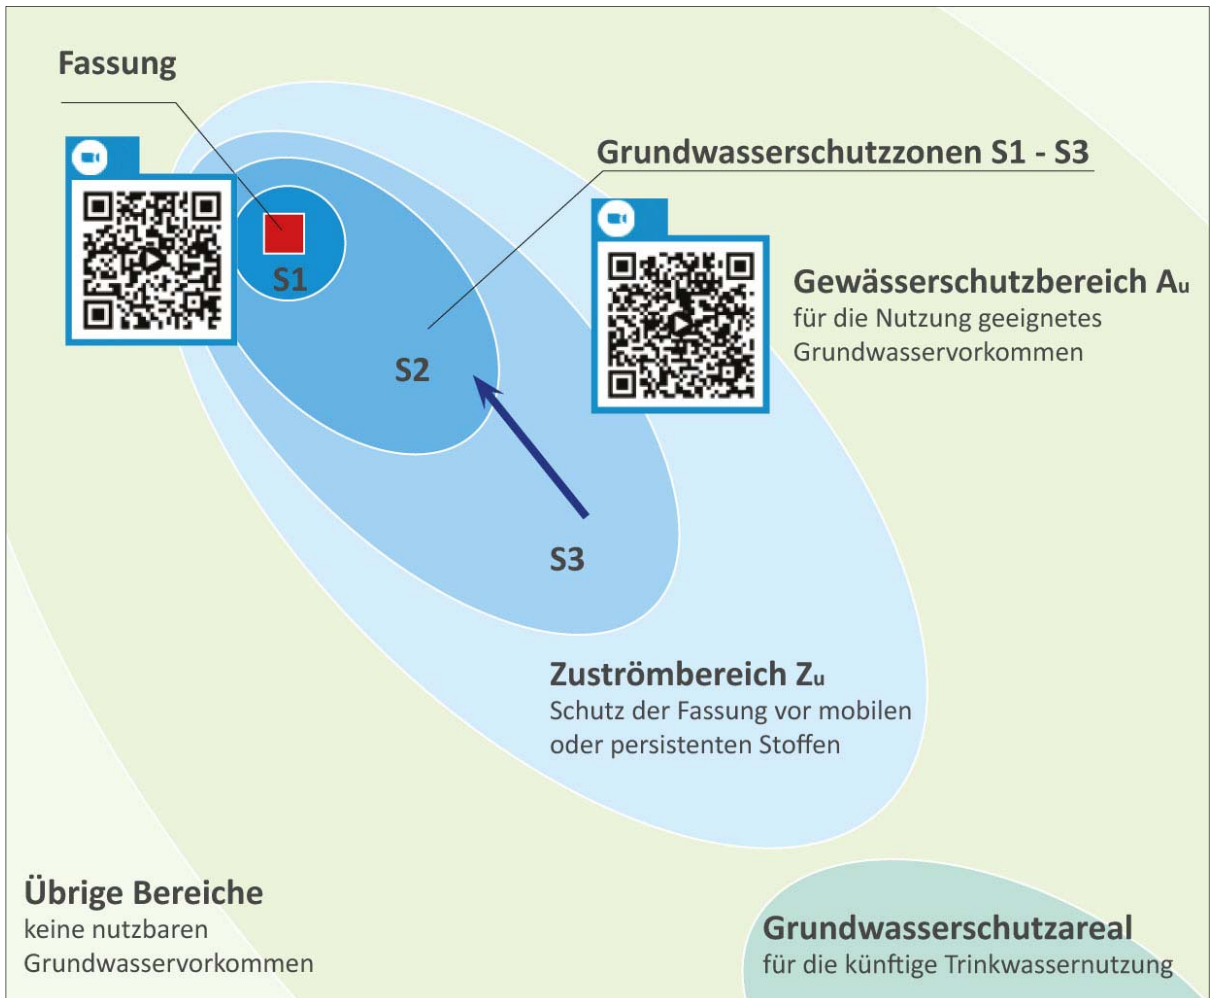 Fassung
Grundwasserschutzzonen S1 - S3
S1
Gewässerschutzbereich Au
für die Nutzung geeignetes
Grundwasservorkommen
S2
S3
Zuströmbereich Zu
Schutz der Fassung vor mobilen
oder persistenten Stoffen
Übrige Bereiche
keine nutzbaren
Grundwasservorkommen
Grundwasserschutzareal
für die künftige Trinkwassernutzung